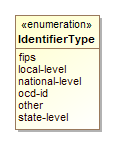 «enumeration»
IdentifierType
fips
local-level
national-level
ocd-id
other
state-level